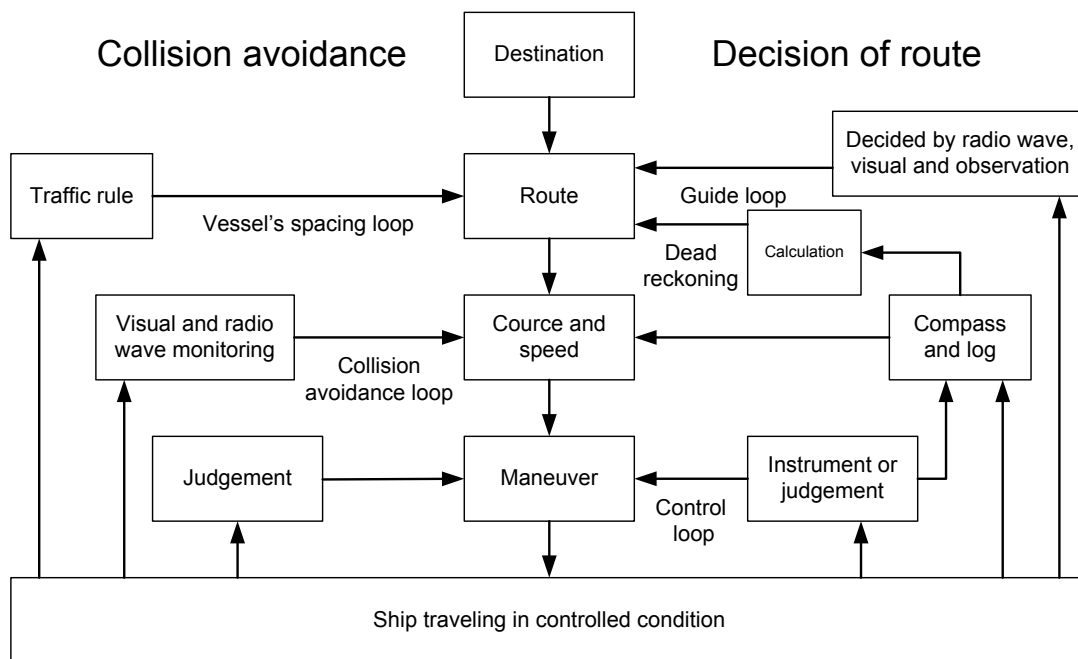 Collision avoidance
Destination
Decision of route
Decided by radio wave,
visual and observation
Traffic rule
Route
Vessel's spacing loop
Guide loop
Dead
reckoning
Calculation
Visual and radio
wave monitoring
Cource and
speed
Compass
and log
Collision
avoidance loop
Judgement
Maneuver
Instrument or
judgement
Control
loop
Ship traveling in controlled condition